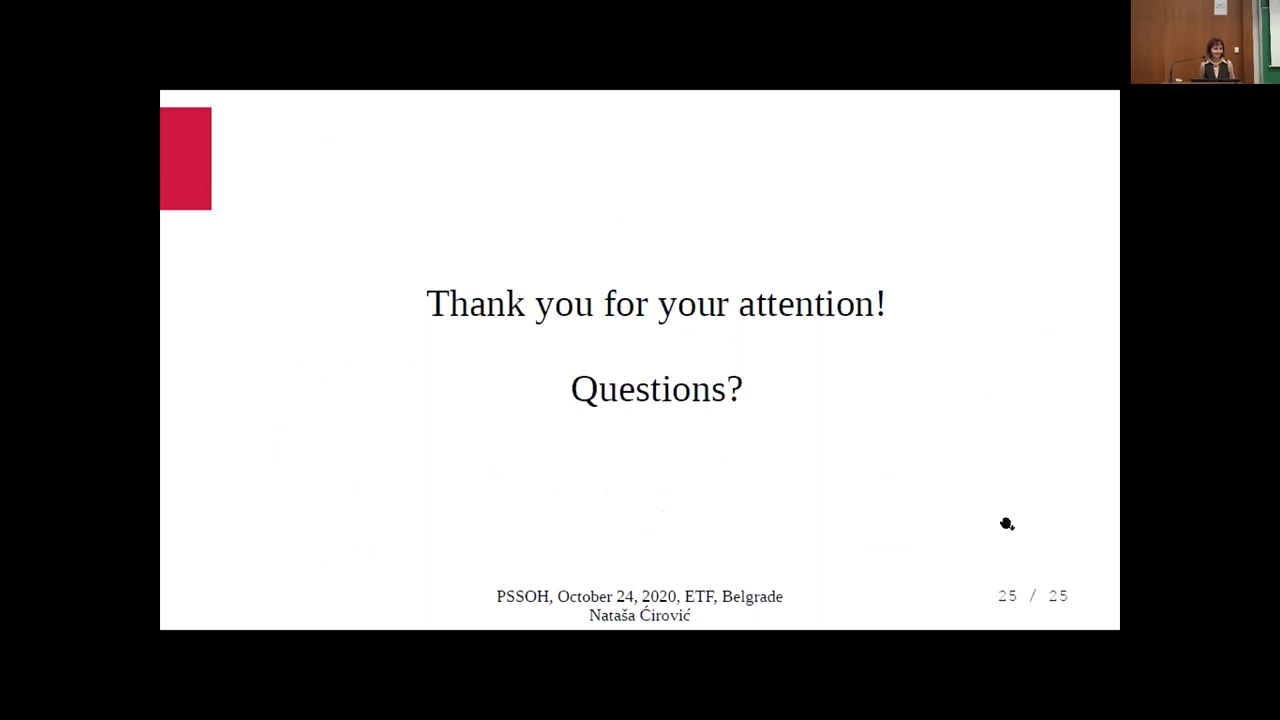 Thank you for your attention!
Questions?
PSSOH, October 24, 2020, ETF, Belgrade
Nataša Ćirović
25 / 25